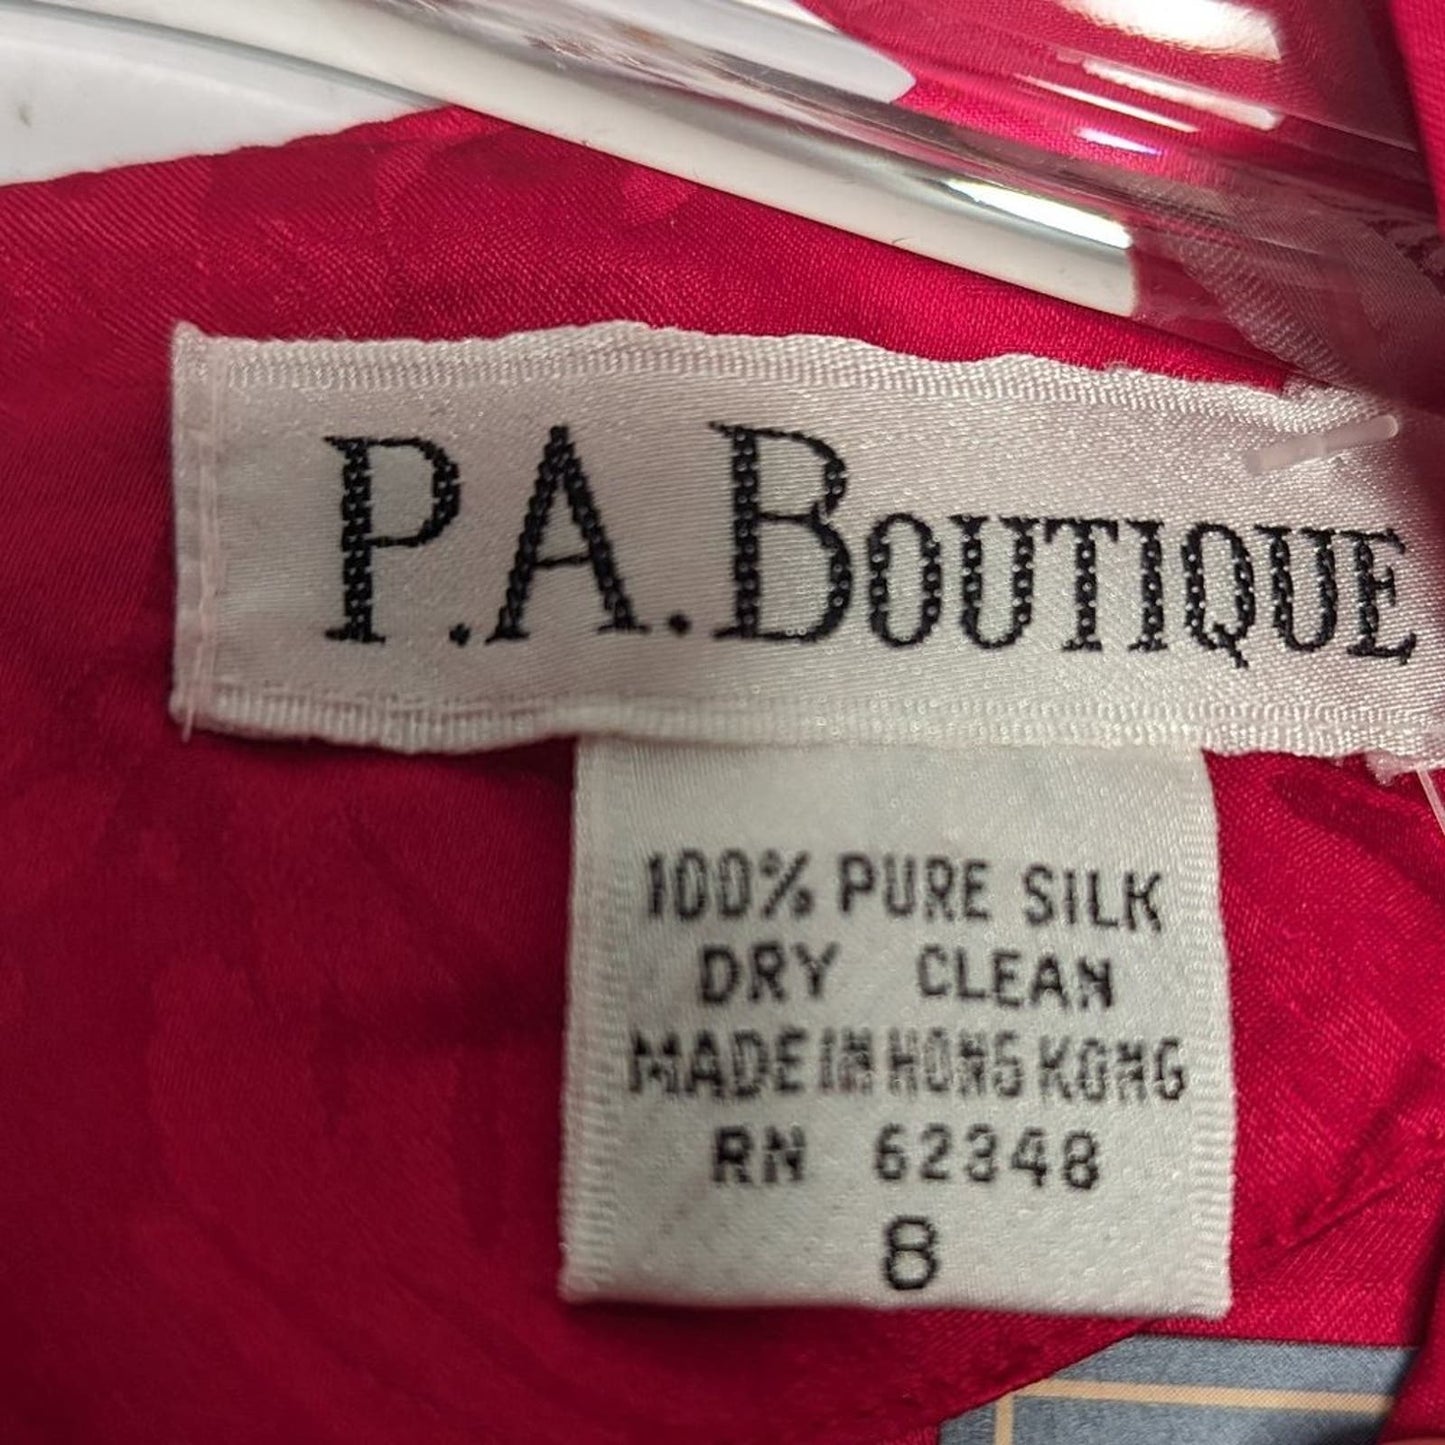 P.A. BOUTIQUE
100% PURE SILK
DRY CLEAN
MADE IN HONG KONG
RN 62348
8